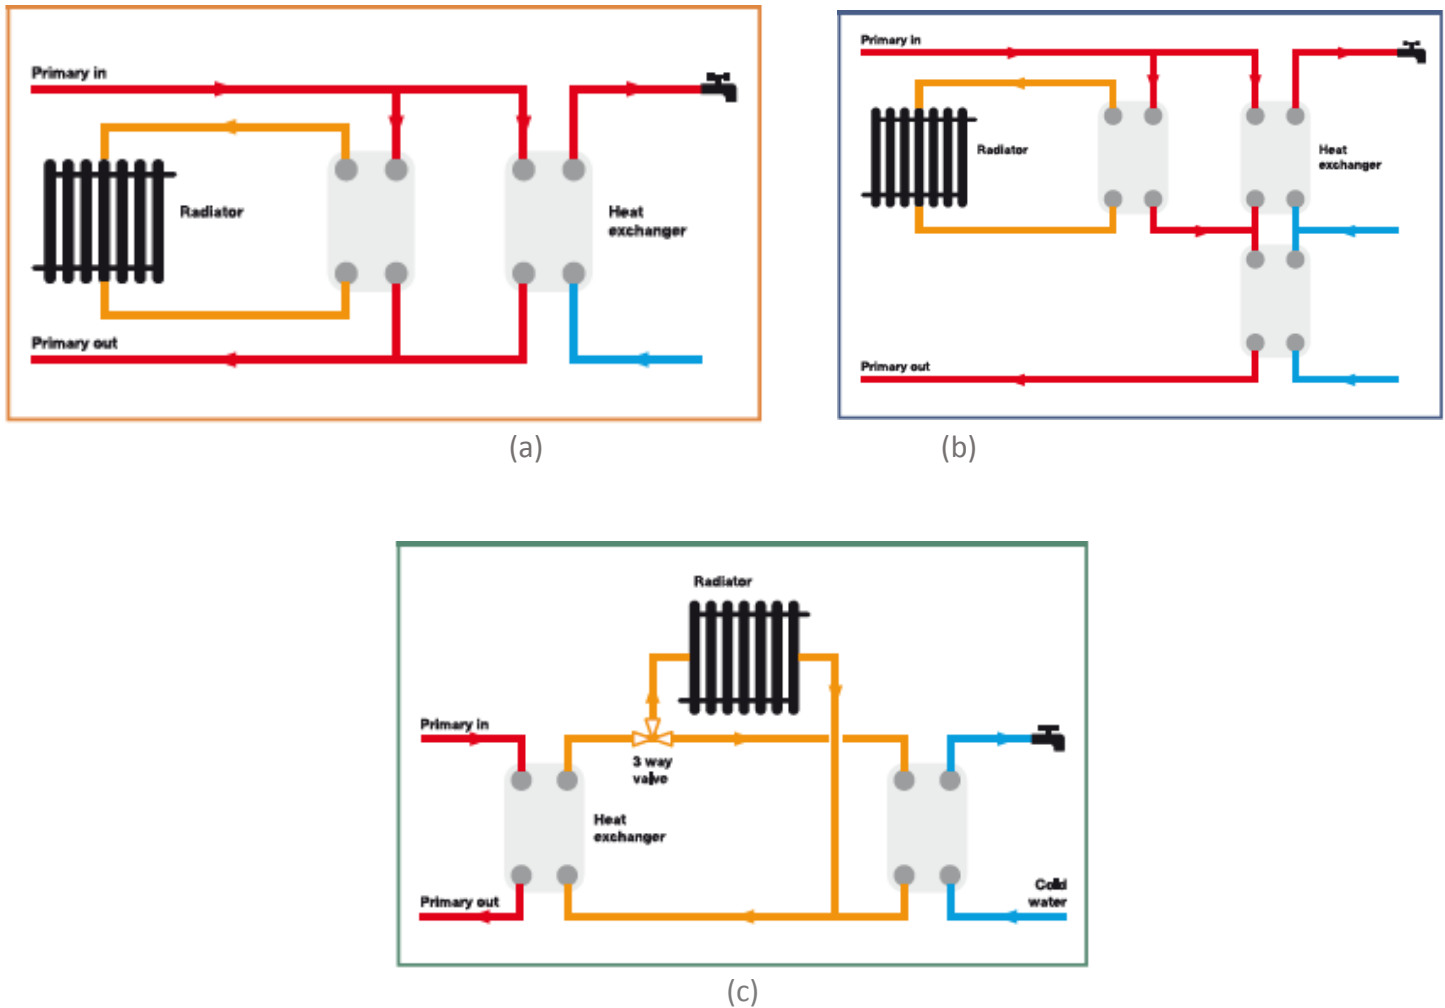 Primary in
Radiator
Heat
exchanger
Primary out
(a)
Primary in
Radiator
Heat
exchanger
Primary out
(b)
Radiator
Primary in
3 way
valve
Heat
exchanger
Primary out
Cold
water
(c)